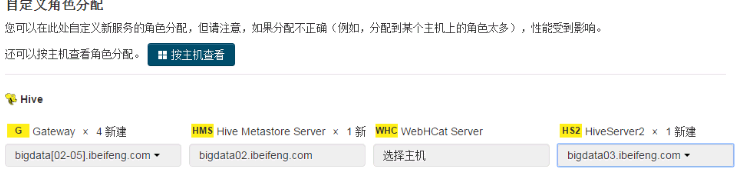 自定义角色分配
您可以在此处自定义新服务的角色分配，但请注意，如果分配不正确（例如，分配到某个主机上的角色太多），性能受到影响。
还可以按主机查看角色分配。 按主机查看
Hive
G Gateway × 4 新建 HMS Hive Metastore Server × 1 新 WHC WebHCat Server HS2 HiveServer2 × 1 新建
bigdata[02-05].ibeifeng.com bigdata02.ibeifeng.com 选择主机 bigdata03.ibeifeng.com